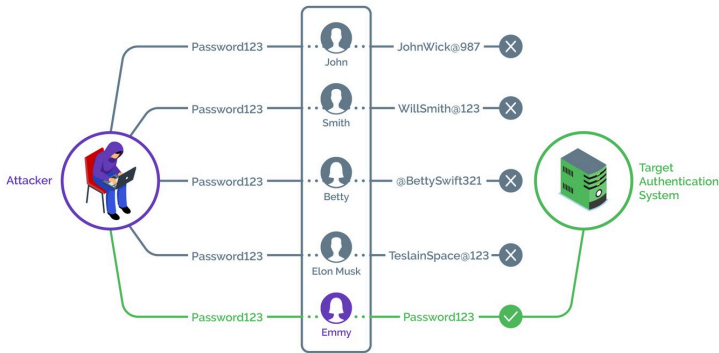 Password123
John
JohnWick@987
Password123
Smith
WillSmith@123
Attacker
Password123
Betty
@BettySwift321
Target
Authentication
System
Password123
Elon Musk
TeslainSpace@123
Password123
Emmy
Password123